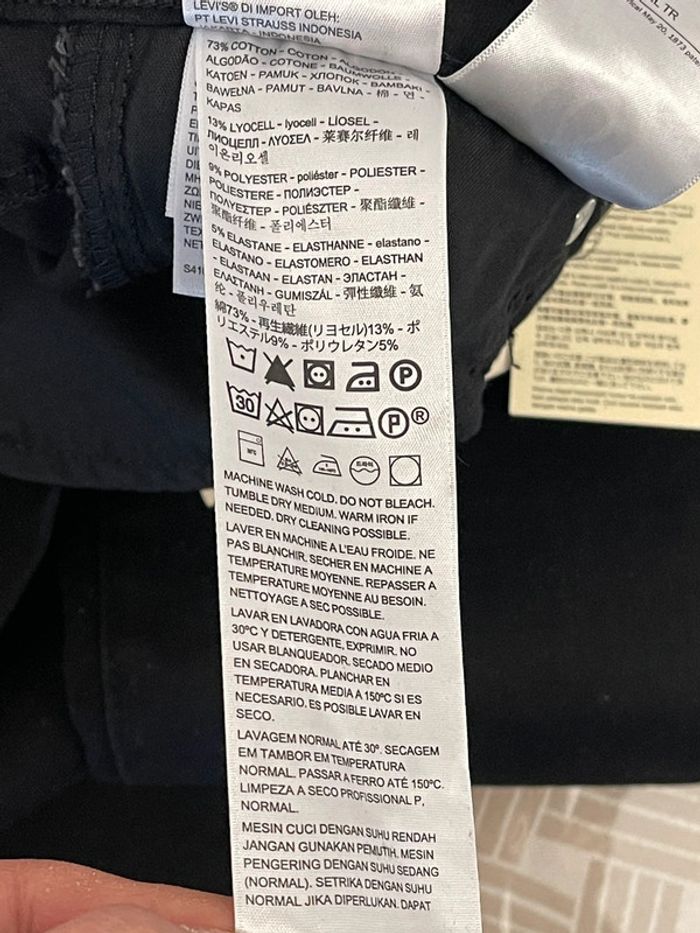 LEVI'S® DI IMPORT OLEH:
PT LEVI STRAUSS INDONESIA
JAKARTA - INDONESIA
73% COTTON - COTON - ALGODON -
ALGODÃO - COTONE - BAUMWOLLE -
KATOEN - PAMUK - ХЛОПОК - BAMBAKI -
BAWEŁNA - PAMUT - BAVLNA - 棉 - 면 -
KAPAS
13% LYOCELL - lyocell - LIOSEL -
ЛИОЦЕЛЛ - ΛΥΟΣΕΛ - 莱赛尔纤维 - 레
이온리오셀
9% POLYESTER - poliéster - POLIESTER -
POLIESTERE - ПОЛИЭСТЕР -
ΠΟΛΥΕΣΤΕΡ - POLIÉSZTER - 聚酯纖維 -
聚酯纤维 - 폴리에스터
5% ELASTANE - ELASTHANNE - elastano -
ELASTANO - ELASTOMERO - ELASTHAN
- ELASTAAN - ELASTAN - ЭЛАСТАН -
ΕΛΑΣΤΑΝΗ - GUMISZÁL - 彈性纖維 - 氨
纶 - 폴리우레탄
綿73% - 再生繊維(リヨセル)13% - ポ
リエステル9% - ポリウレタン5%
P
30 P®
MACHINE WASH COLD. DO NOT BLEACH.
TUMBLE DRY MEDIUM. WARM IRON IF
NEEDED. DRY CLEANING POSSIBLE.
LAVER EN MACHINE A L'EAU FROIDE. NE
PAS BLANCHIR. SECHER EN MACHINE A
TEMPERATURE MOYENNE. REPASSER A
TEMPERATURE MOYENNE AU BESOIN.
NETTOYAGE A SEC POSSIBLE.
LAVAR EN LAVADORA CON AGUA FRIA A
30ºC Y DETERGENTE, EXPRIMIR. NO
USAR BLANQUEADOR. SECADO MEDIO
EN SECADORA. PLANCHAR EN
TEMPERATURA MEDIA A 150ºC SI ES
NECESARIO. ES POSIBLE LAVAR EN
SECO.
LAVAGEM NORMAL ATÉ 30º. SECAGEM
EM TAMBOR EM TEMPERATURA
NORMAL. PASSAR A FERRO ATÉ 150ºC.
LIMPEZA A SECO PROFISSIONAL P,
NORMAL.
MESIN CUCI DENGAN SUHU RENDAH
JANGAN GUNAKAN PEMUTIH. MESIN
PENGERING DENGAN SUHU SEDANG
(NORMAL). SETRIKA DENGAN SUHU
NORMAL JIKA DIPERLUKAN. DAPAT